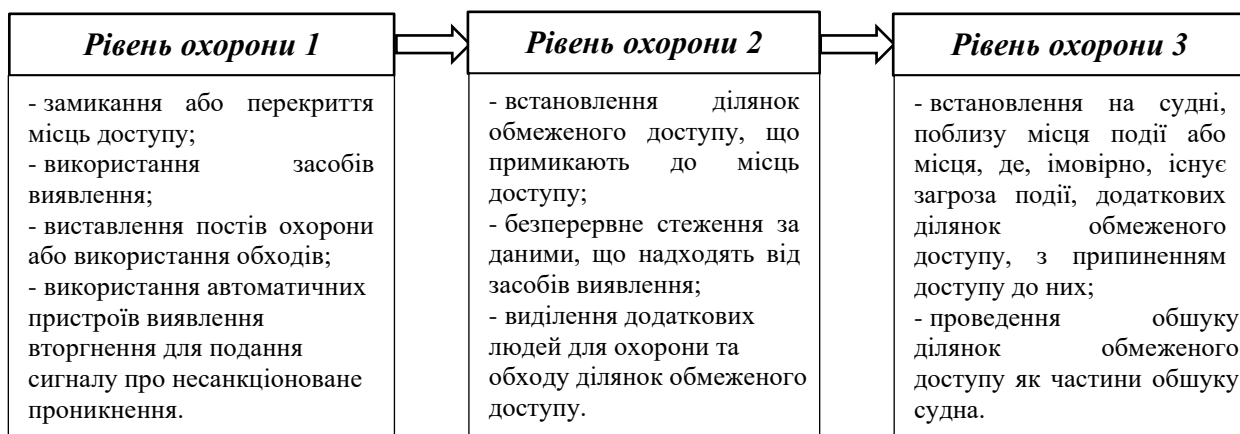 Рівень охорони 1
- замикання або перекриття
місць доступу;
- використання засобів
виявлення;
- виставлення постів охорони
або використання обходів;
- використання автоматичних
пристроїв виявлення
вторгнення для подання
сигналу про несанкціоноване
проникнення.
Рівень охорони 2
- встановлення ділянок
обмеженого доступу, що
примикають до місць
доступу;
- безперервне стеження за
даними, що надходять від
засобів виявлення;
- виділення додаткових
людей для охорони та
обходу ділянок обмеженого
доступу.
Рівень охорони 3
- встановлення на судні,
поблизу місця події або
місця, де, імовірно, існує
загроза події, додаткових
ділянок обмеженого
доступу, з припиненням
доступу до них;
- проведення обшуку
ділянок обмеженого
доступу як частини обшуку
судна.